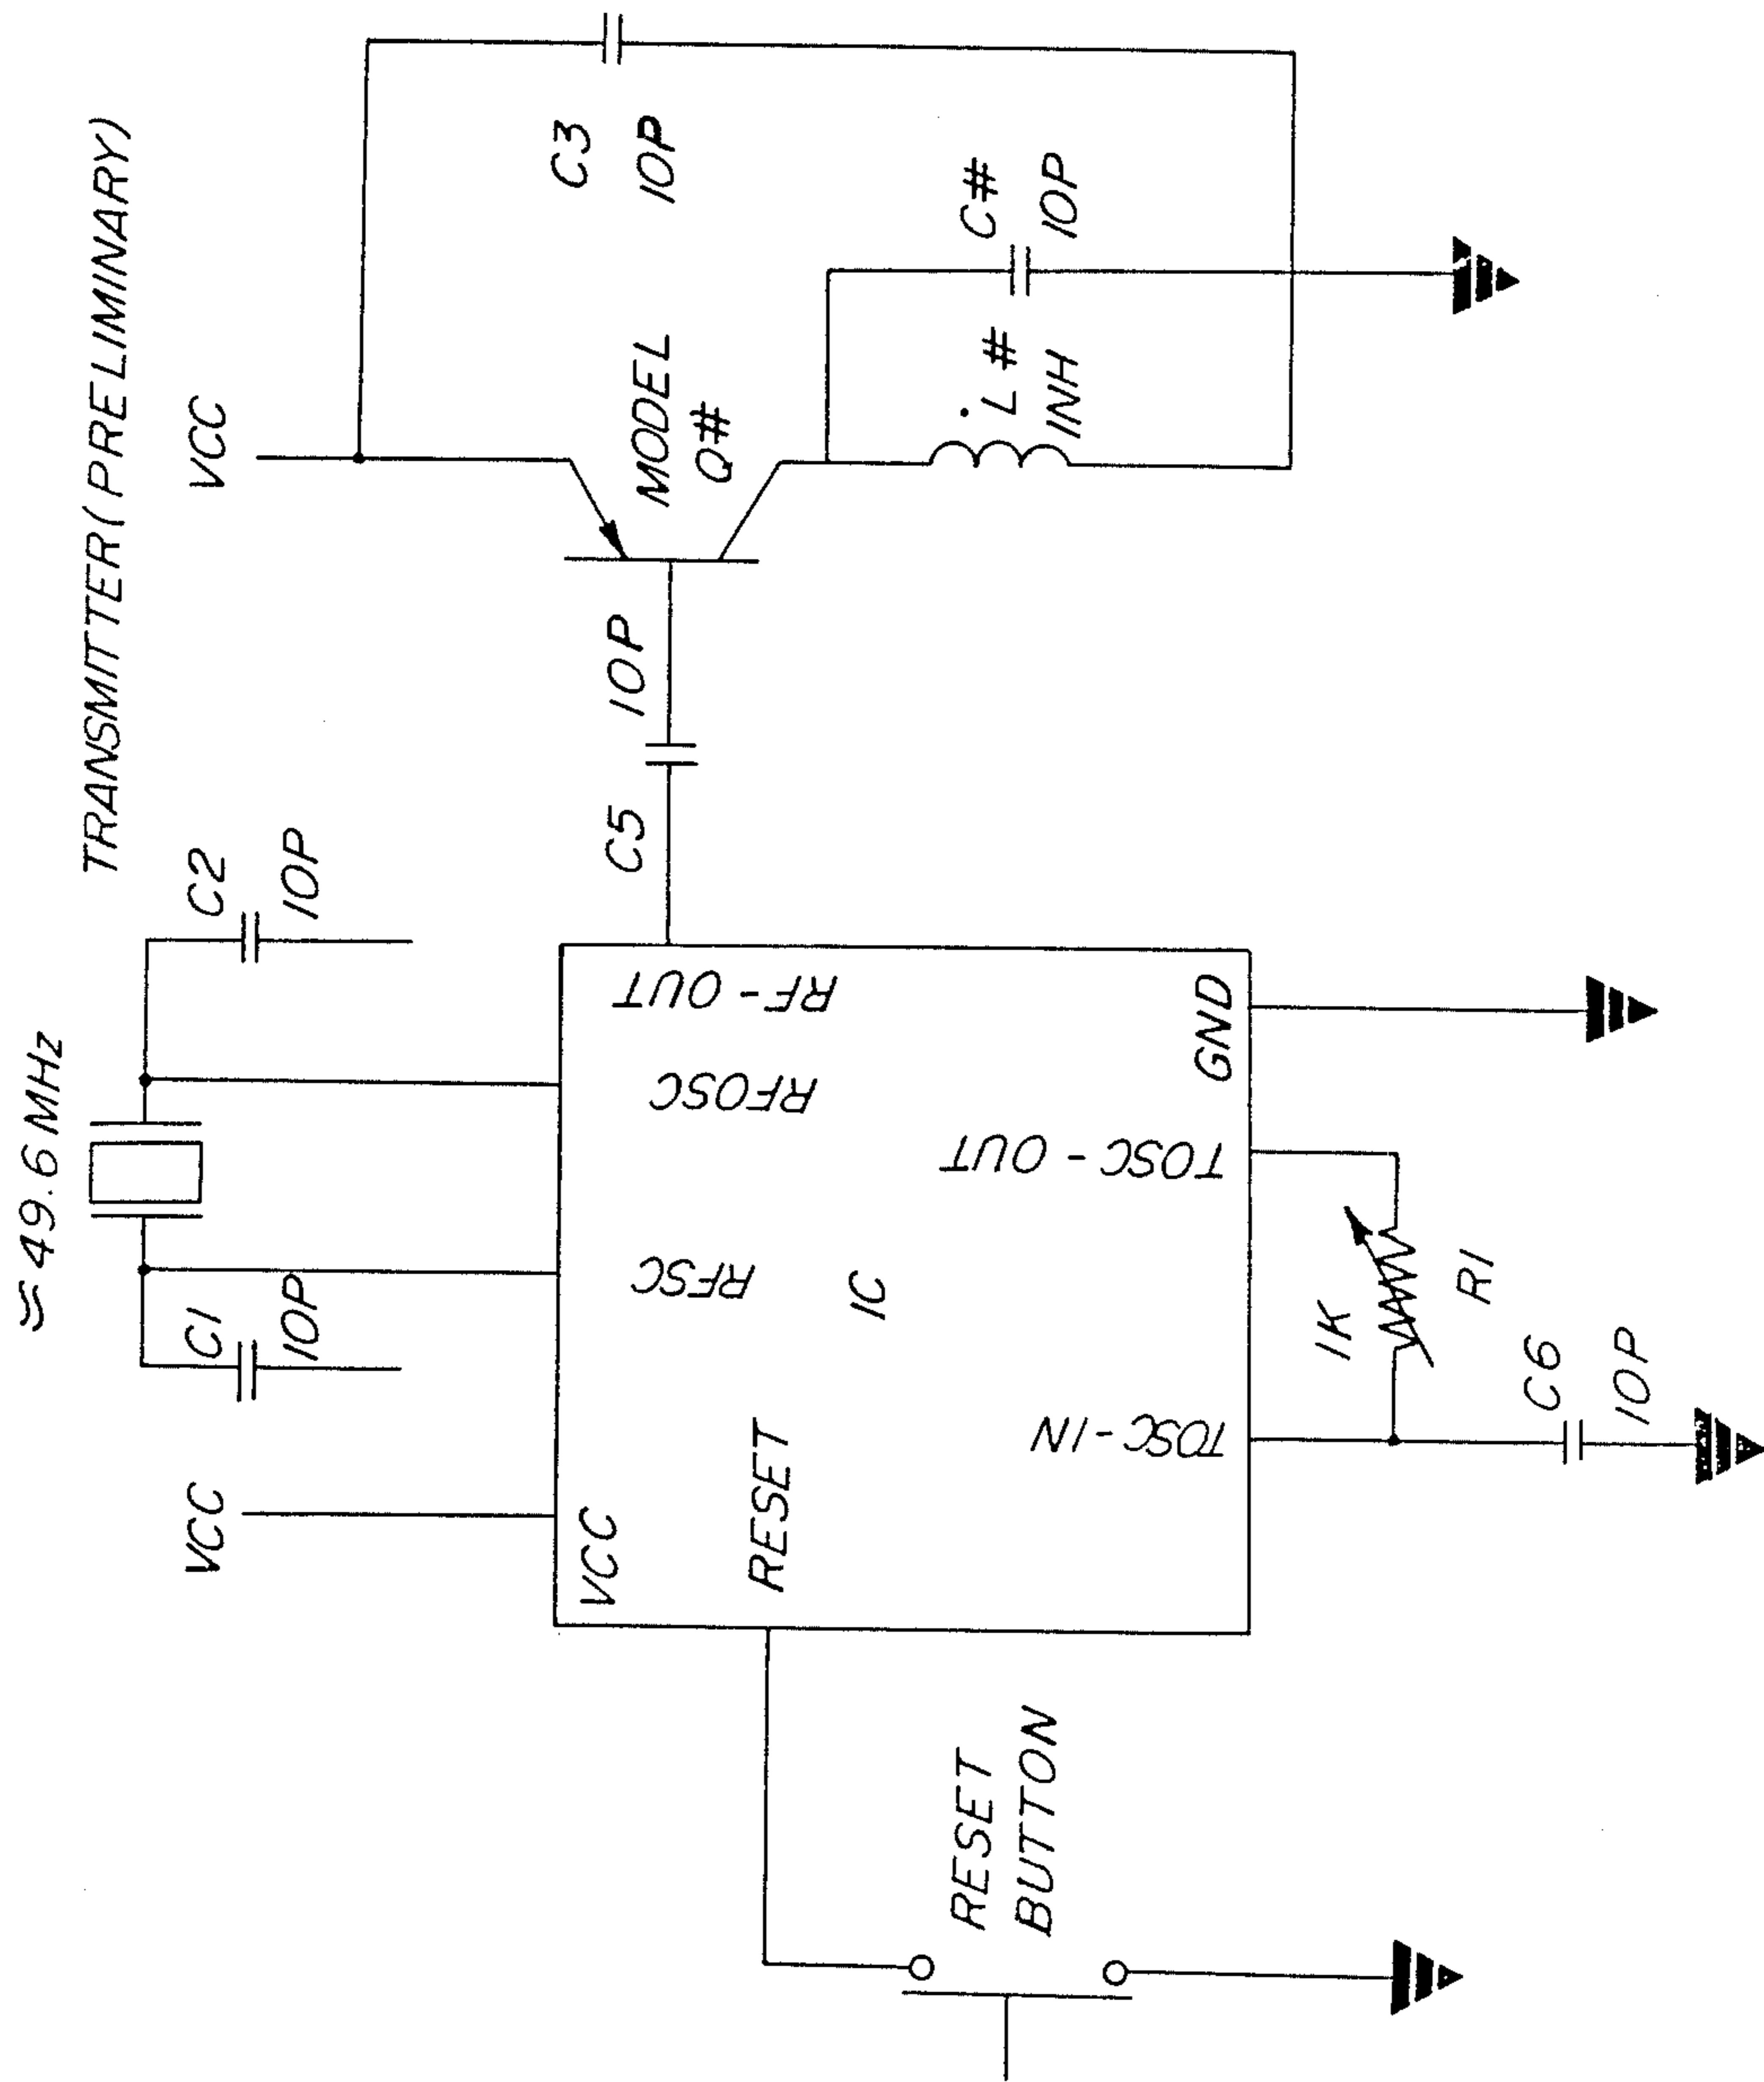 TRANSMITTER (PRELIMINARY)
≈ 49.6 MHz
C1
10P
C2
10P
VCC
VCC
VCC
RFSC
RFOSC
RF-OUT
RESET
IC
TOSC-IN
TOSC-OUT
GND
C5
10P
MODEL
Q#
C3
10P
L#
1NH
C#
10P
RESET
BUTTON
1K
R1
C6
10P